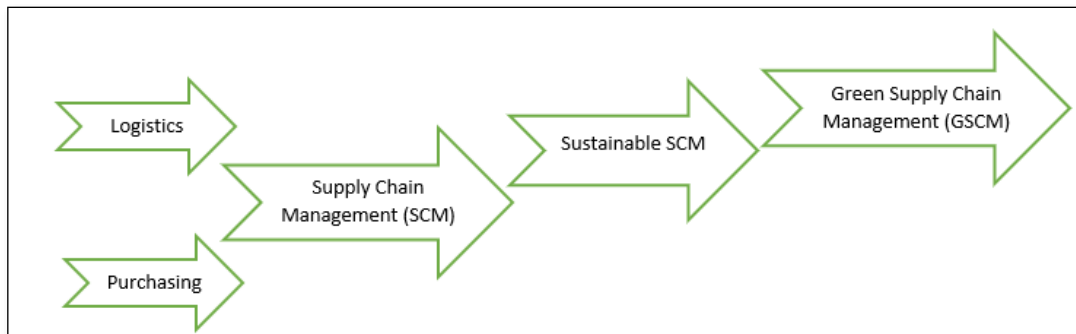 Logistics
Purchasing
Supply Chain
Management (SCM)
Sustainable SCM
Green Supply Chain
Management (GSCM)